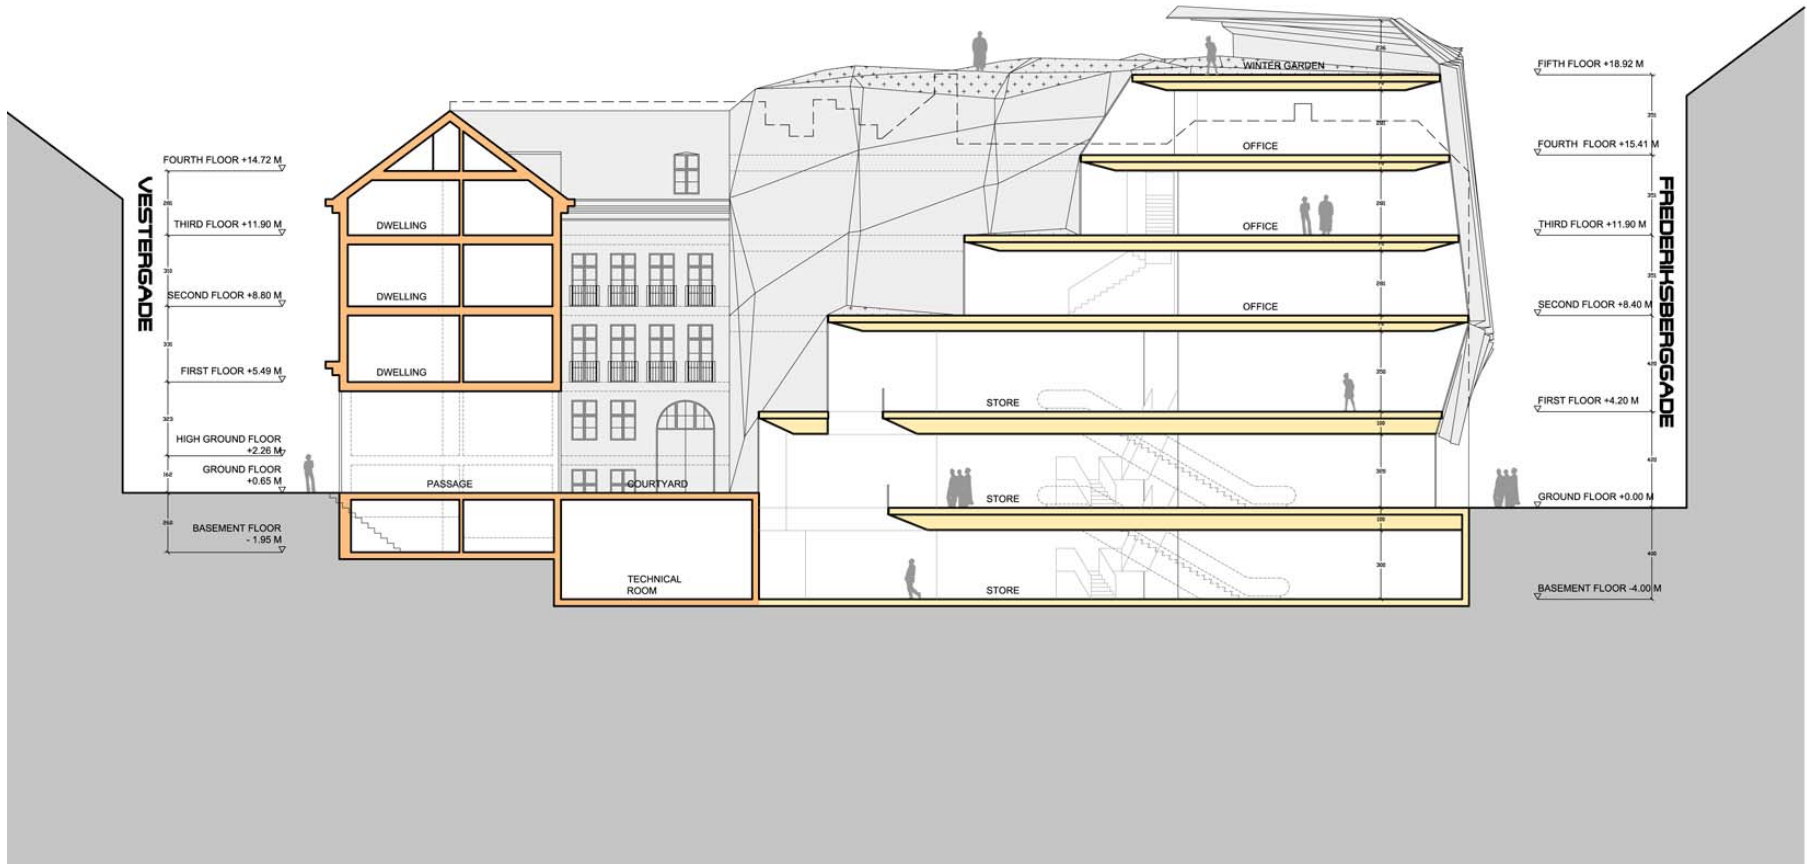 VESTERGADE
FOURTH FLOOR +14.72 M
THIRD FLOOR +11.90 M
SECOND FLOOR +8.80 M
FIRST FLOOR +5.49 M
HIGH GROUND FLOOR
+2.26 M
GROUND FLOOR
+0.65 M
BASEMENT FLOOR
- 1.95 M
DWELLING
DWELLING
DWELLING
PASSAGE
COURTYARD
TECHNICAL
ROOM
WINTER GARDEN
OFFICE
OFFICE
OFFICE
STORE
STORE
STORE
FIFTH FLOOR +18.92 M
FOURTH FLOOR +15.41 M
THIRD FLOOR +11.90 M
SECOND FLOOR +8.40 M
FIRST FLOOR +4.20 M
GROUND FLOOR +0.00 M
BASEMENT FLOOR -4.00 M
FREDERIKSBERGGADE